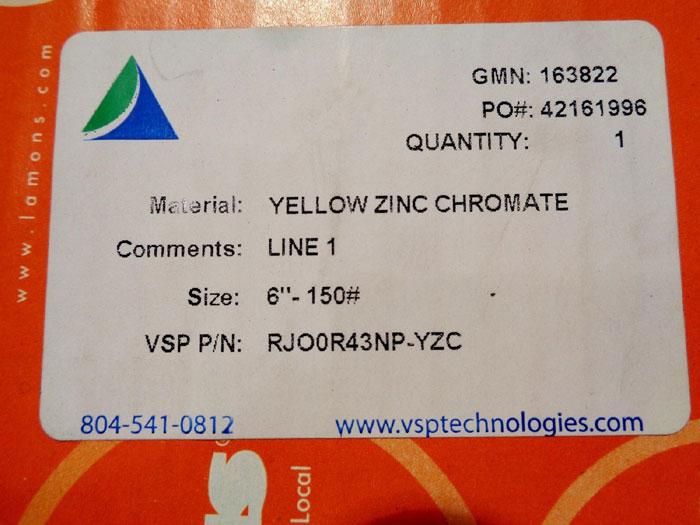 www.lamons.com
GMN: 163822
PO#: 42161996
QUANTITY: 1
Material: YELLOW ZINC CHROMATE
Comments: LINE 1
Size: 6"- 150#
VSP P/N: RJO0R43NP-YZC
804-541-0812 www.vsptechnologies.com
Local